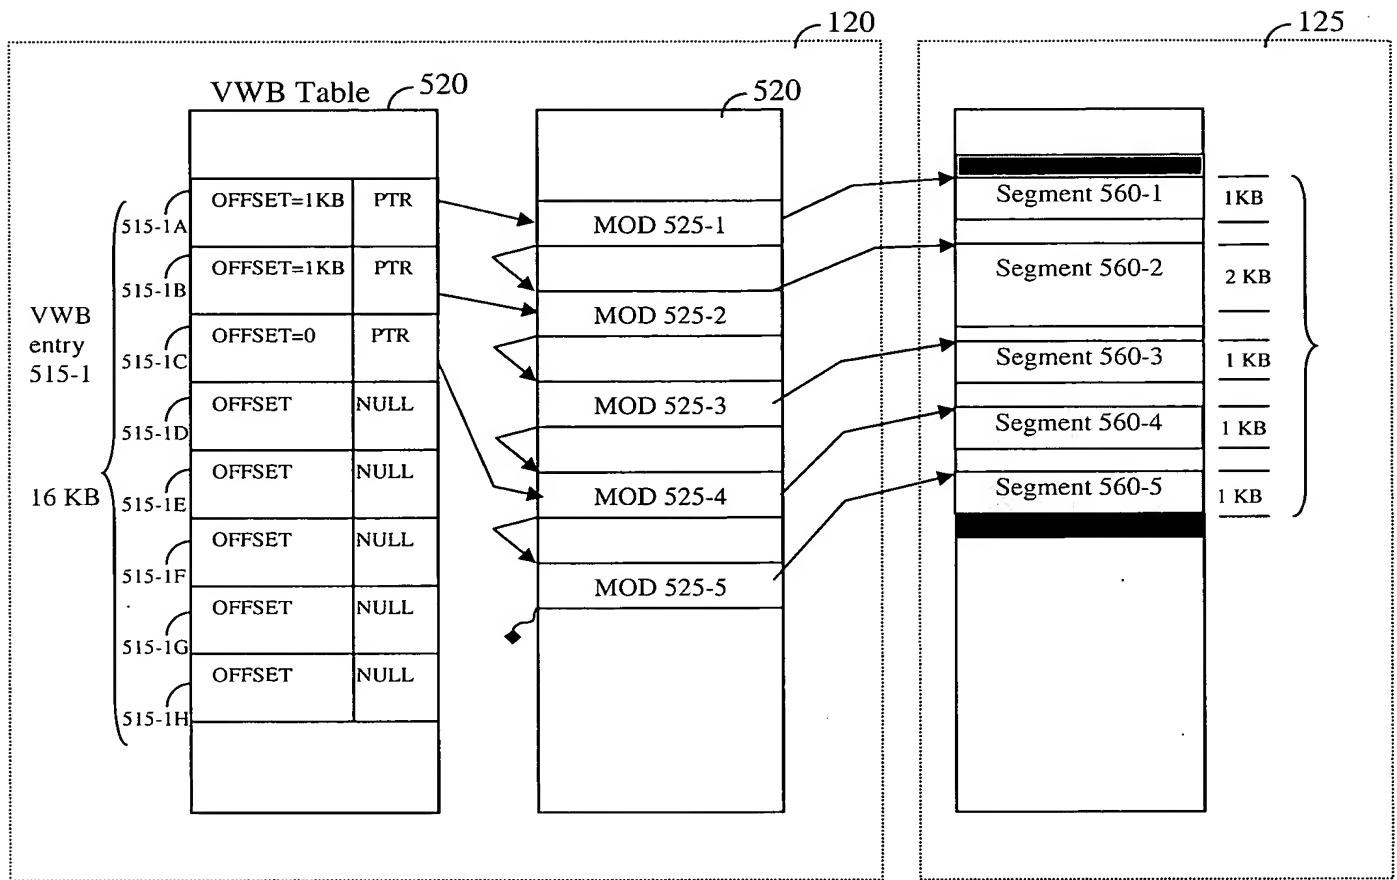 120
125
VWB Table
520
520
515-1A
OFFSET=1KB PTR
515-1B
OFFSET=1KB PTR
515-1C
OFFSET=0 PTR
515-1D
OFFSET NULL
515-1E
OFFSET NULL
515-1F
OFFSET NULL
515-1G
OFFSET NULL
515-1H
OFFSET NULL
VWB
entry
515-1
16 KB
MOD 525-1
MOD 525-2
MOD 525-3
MOD 525-4
MOD 525-5
Segment 560-1
1KB
Segment 560-2
2 KB
Segment 560-3
1 KB
Segment 560-4
1 KB
Segment 560-5
1 KB